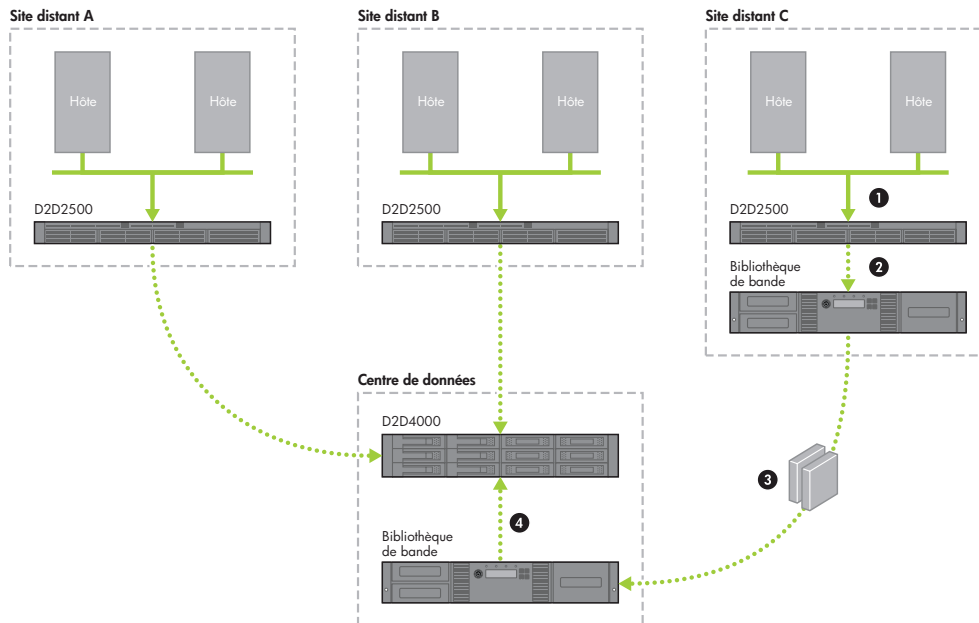 Site distant A
Site distant B
Site distant C
Hôte
Hôte
Hôte
Hôte
Hôte
Hôte
1
D2D2500
D2D2500
D2D2500
2
Bibliothèque
de bande
Centre de données
D2D4000
3
4
Bibliothèque
de bande